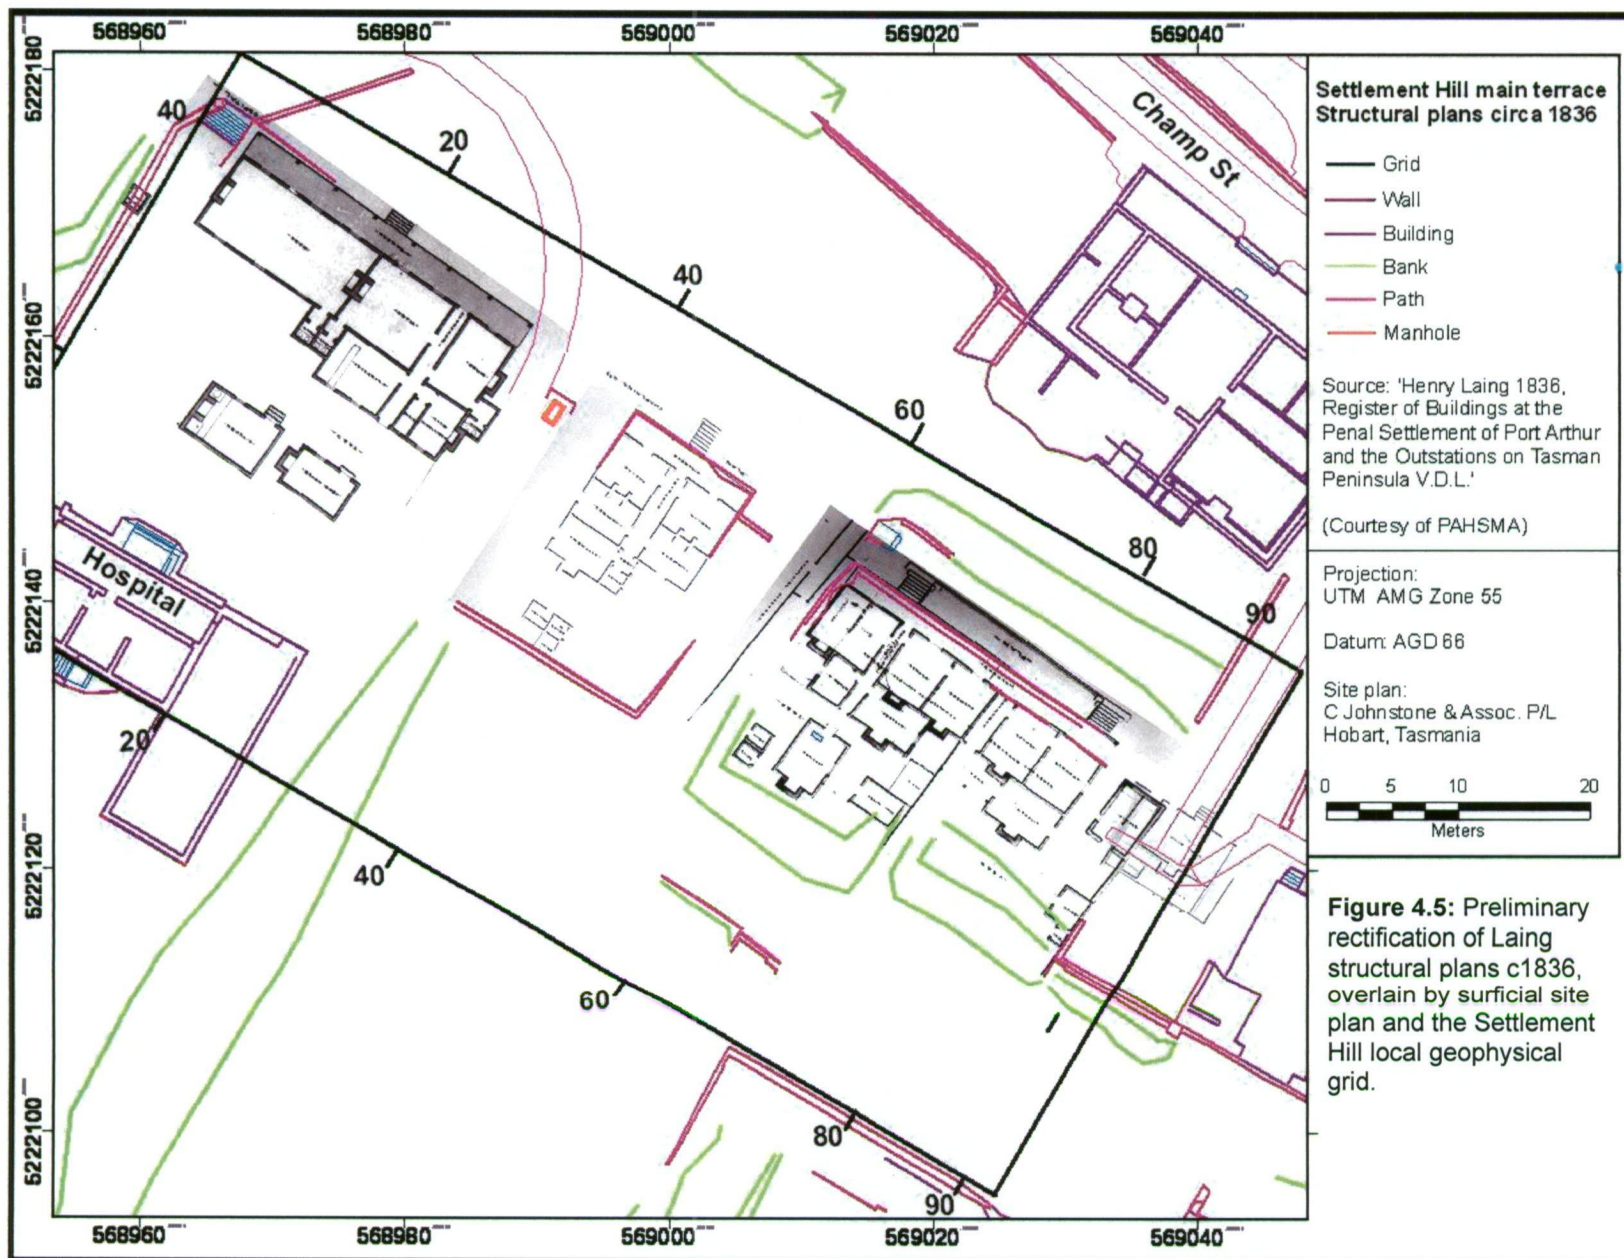 568960
568980
569000
569020
569040
5222180
5222160
5222140
5222120
5222100
40
20
40
60
80
90
Champ St
Hospital
20
40
60
80
90
568960
568980
569000
569020
569040
Settlement Hill main terrace
Structural plans circa 1836
Grid
Wall
Building
Bank
Path
Manhole
Source: 'Henry Laing 1836,
Register of Buildings at the
Penal Settlement of Port Arthur
and the Outstations on Tasman
Peninsula V.D.L.'
(Courtesy of PAHSMA)
Projection:
UTM AMG Zone 55
Datum: AGD 66
Site plan:
C Johnstone & Assoc. P/L
Hobart, Tasmania
0 5 10 20
Meters
Figure 4.5: Preliminary
rectification of Laing
structural plans c1836,
overlain by surficial site
plan and the Settlement
Hill local geophysical
grid.